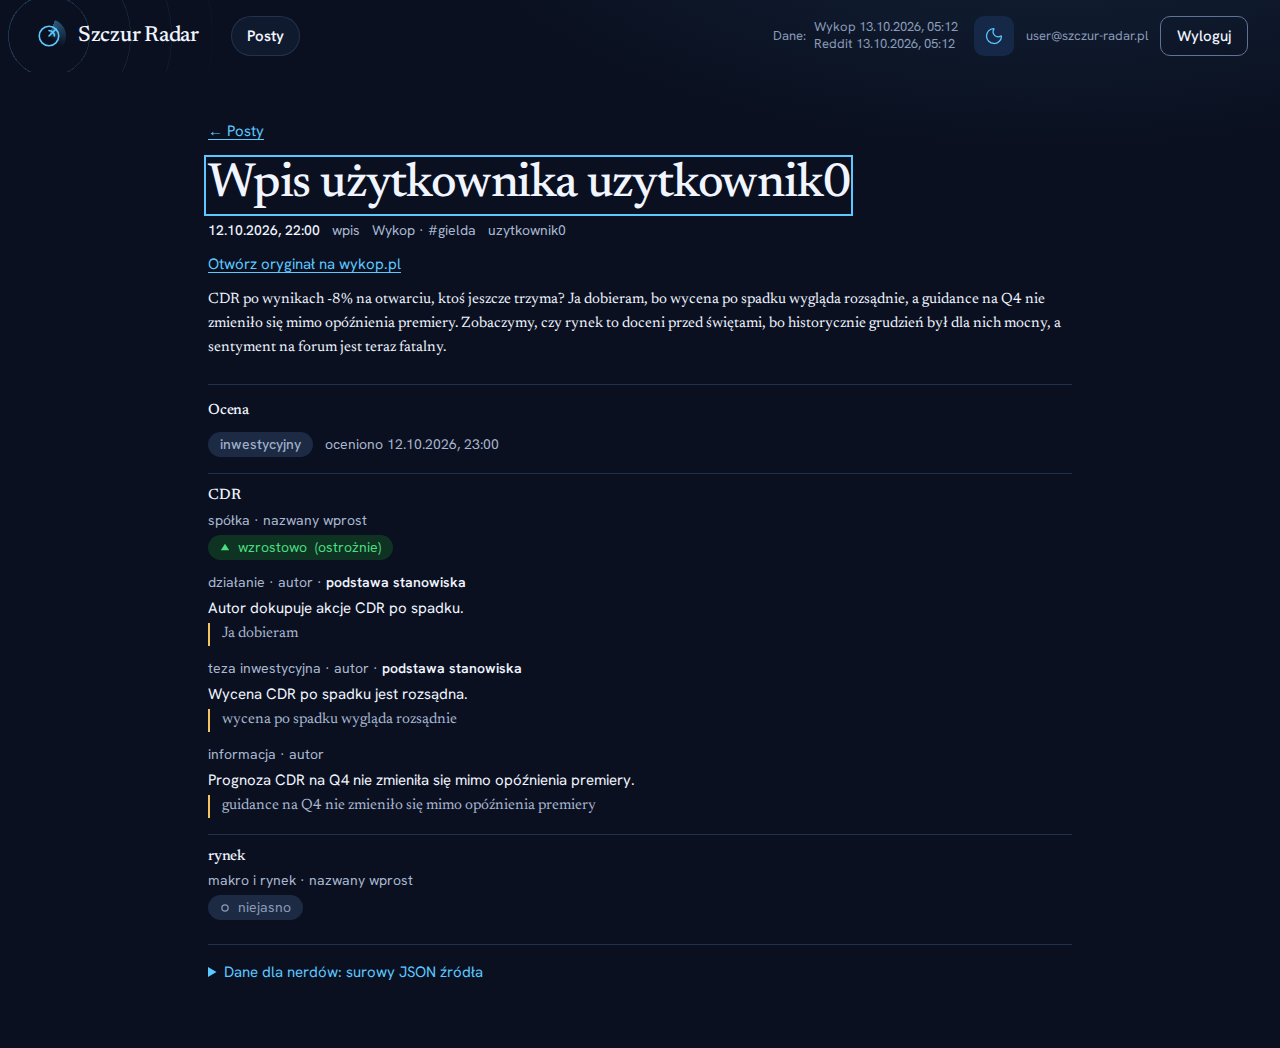 Szczur Radar
Posty
Dane:
Wykop 13.10.2026, 05:12
Reddit 13.10.2026, 05:12
user@szczur-radar.pl
Wyloguj
← Posty
Wpis użytkownika uzytkownik0
12.10.2026, 22:00 wpis Wykop · #gielda uzytkownik0
Otwórz oryginał na wykop.pl
CDR po wynikach -8% na otwarciu, ktoś jeszcze trzyma? Ja dobieram, bo wycena po spadku wygląda rozsądnie, a guidance na Q4 nie
zmieniło się mimo opóźnienia premiery. Zobaczymy, czy rynek to doceni przed świętami, bo historycznie grudzień był dla nich mocny, a
sentyment na forum jest teraz fatalny.
Ocena
inwestycyjny oceniono 12.10.2026, 23:00
CDR
spółka · nazwany wprost
▲ wzrostowo (ostrożnie)
działanie · autor · podstawa stanowiska
Autor dokupuje akcje CDR po spadku.
Ja dobieram
teza inwestycyjna · autor · podstawa stanowiska
Wycena CDR po spadku jest rozsądna.
wycena po spadku wygląda rozsądnie
informacja · autor
Prognoza CDR na Q4 nie zmieniła się mimo opóźnienia premiery.
guidance na Q4 nie zmieniło się mimo opóźnienia premiery
rynek
makro i rynek · nazwany wprost
○ niejasno
▶ Dane dla nerdów: surowy JSON źródła